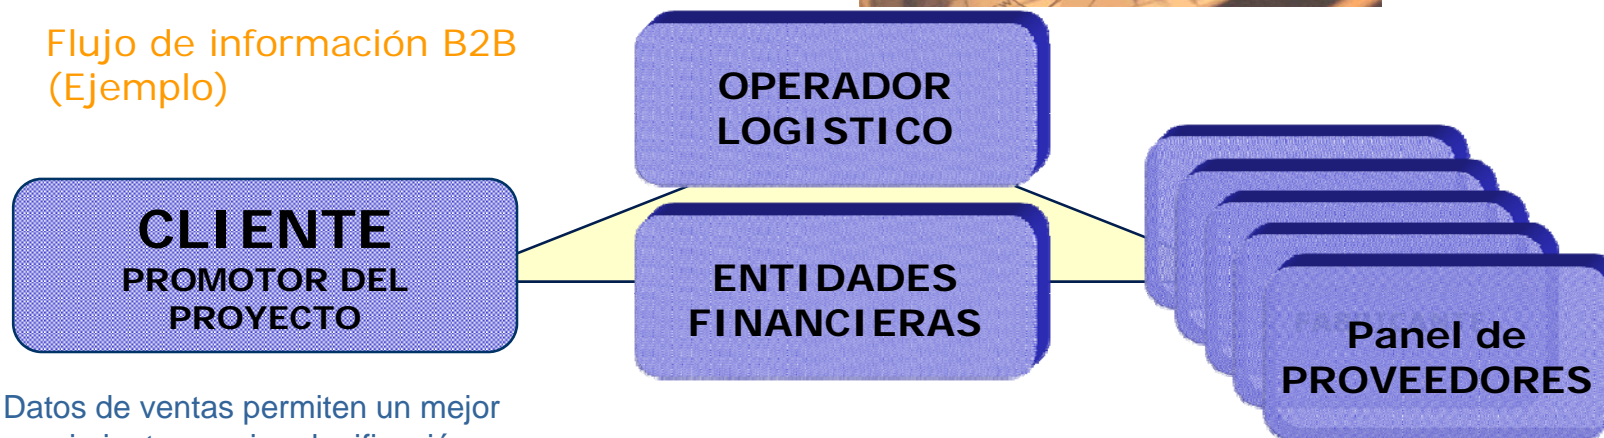 Flujo de información B2B
(Ejemplo)
OPERADOR
LOGISTICO
CLIENTE
PROMOTOR DEL
PROYECTO
ENTIDADES
FINANCIERAS
Panel de
PROVEEDORES
Datos de ventas permiten un mejor